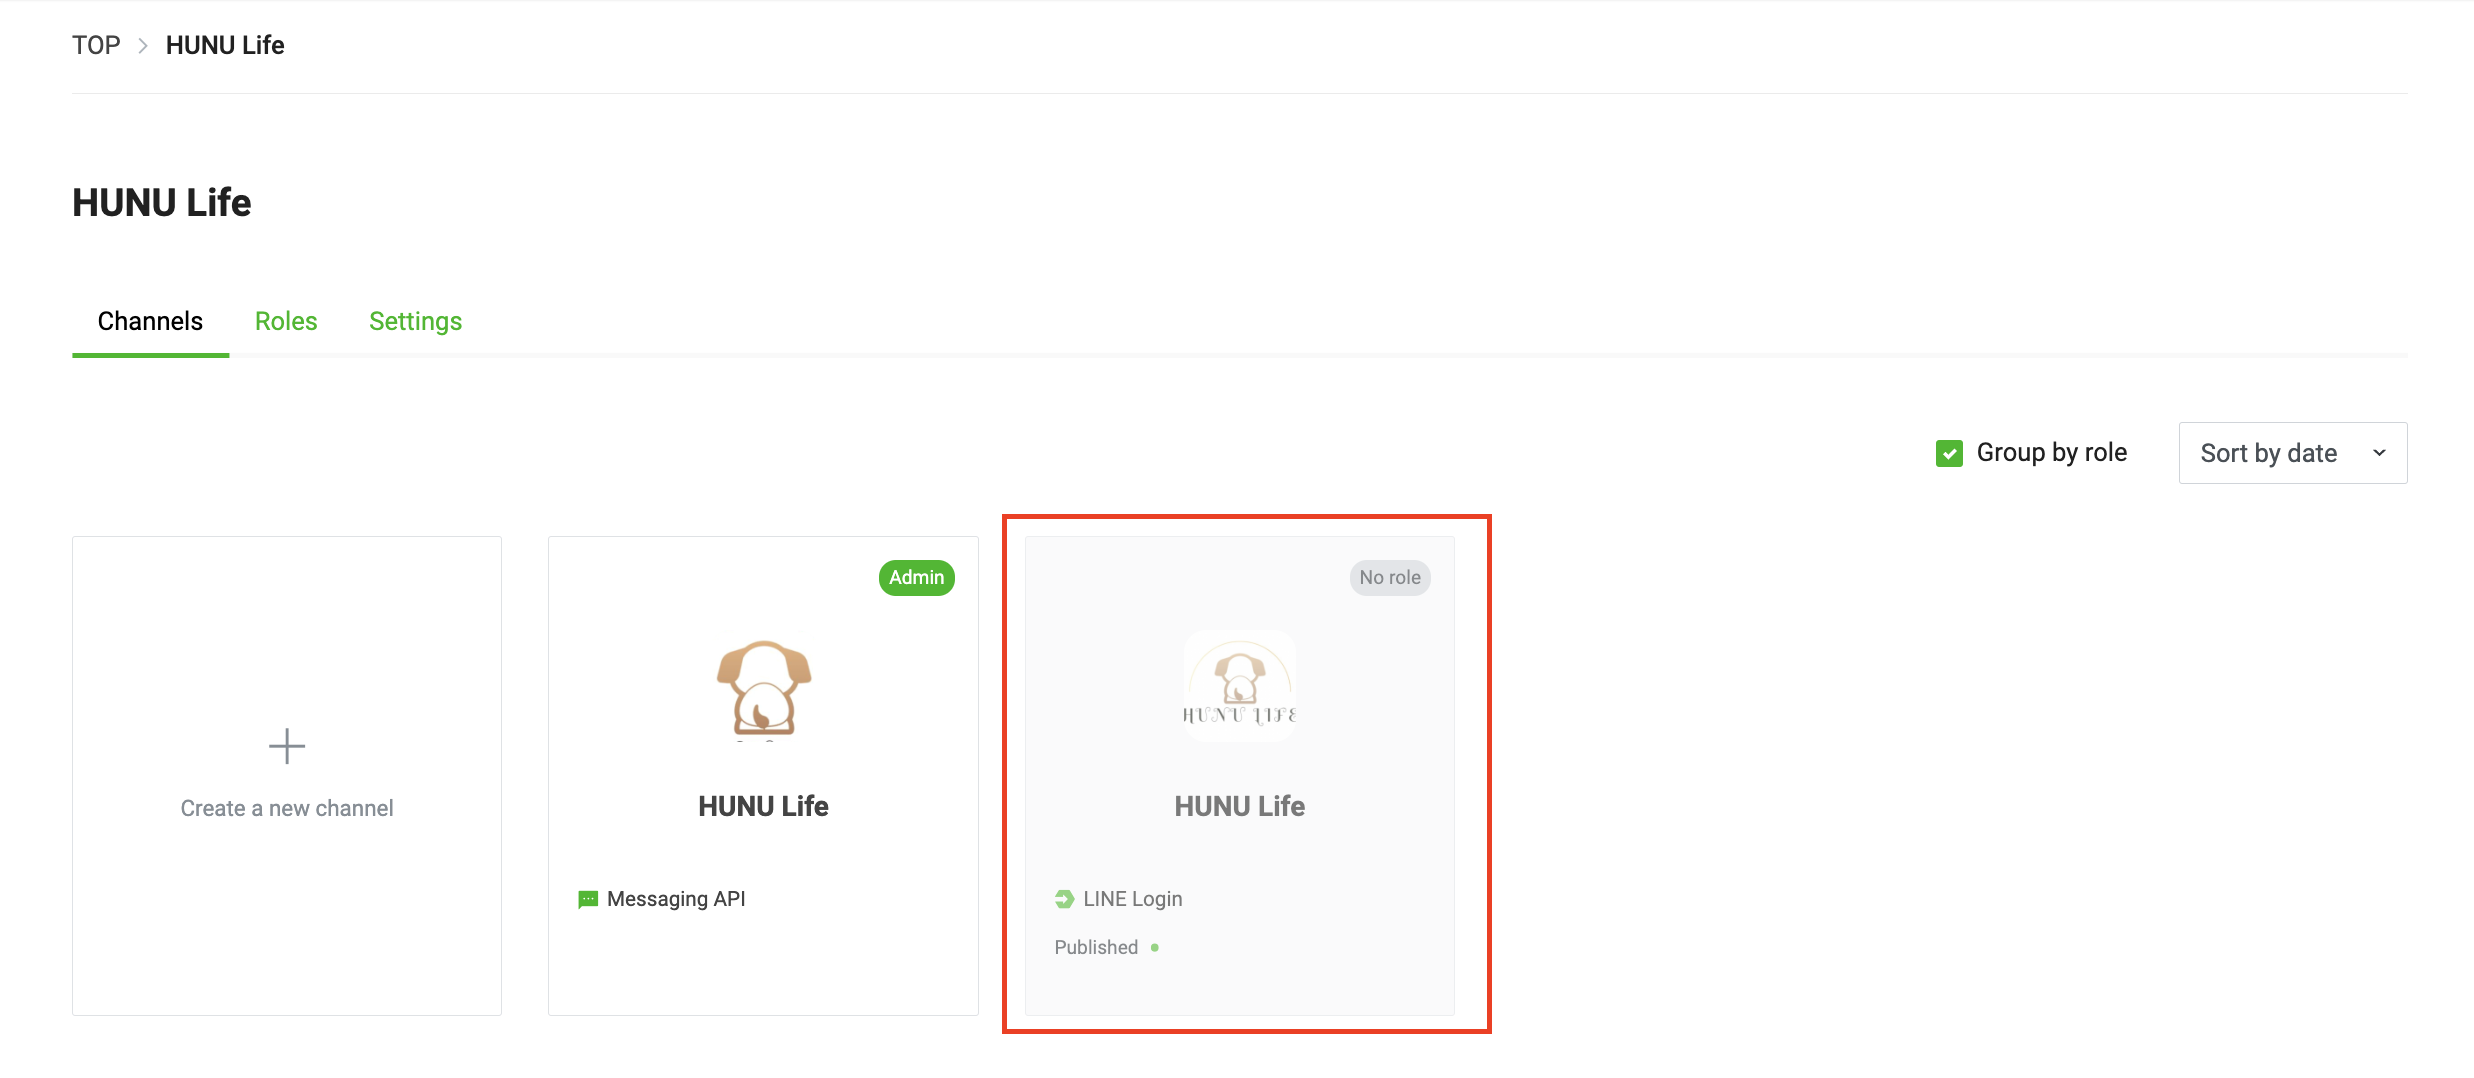 TOP > HUNU Life
HUNU Life
Channels Roles Settings
Group by role Sort by date
Create a new channel
Admin
HUNU Life
Messaging API
No role
HUNU LIFE
HUNU Life
LINE Login
Published